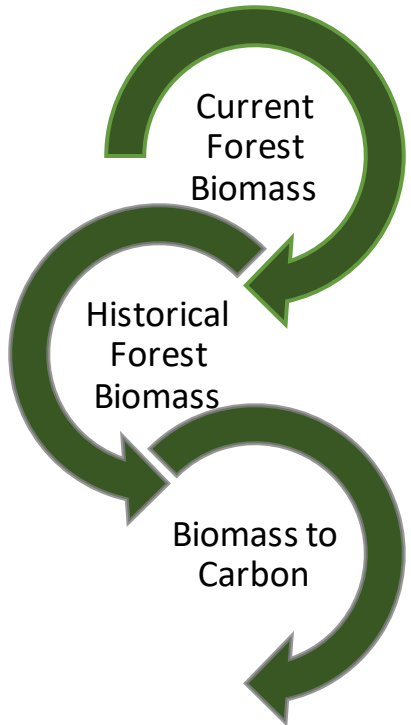 Current
Forest
Biomass
Historical
Forest
Biomass
Biomass to
Carbon